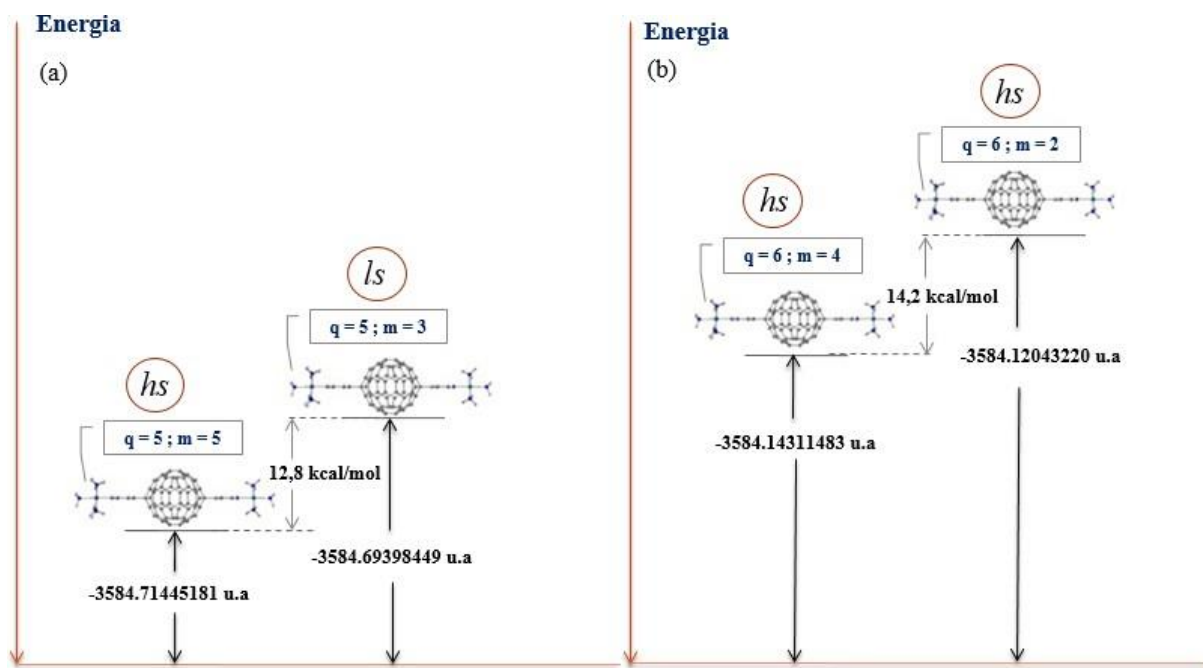 Energia
(a)
hs
q = 5 ; m = 5
-3584.71445181 u.a
12,8 kcal/mol
ls
q = 5 ; m = 3
-3584.69398449 u.a
Energia
(b)
hs
q = 6 ; m = 4
-3584.14311483 u.a
14,2 kcal/mol
hs
q = 6 ; m = 2
-3584.12043220 u.a